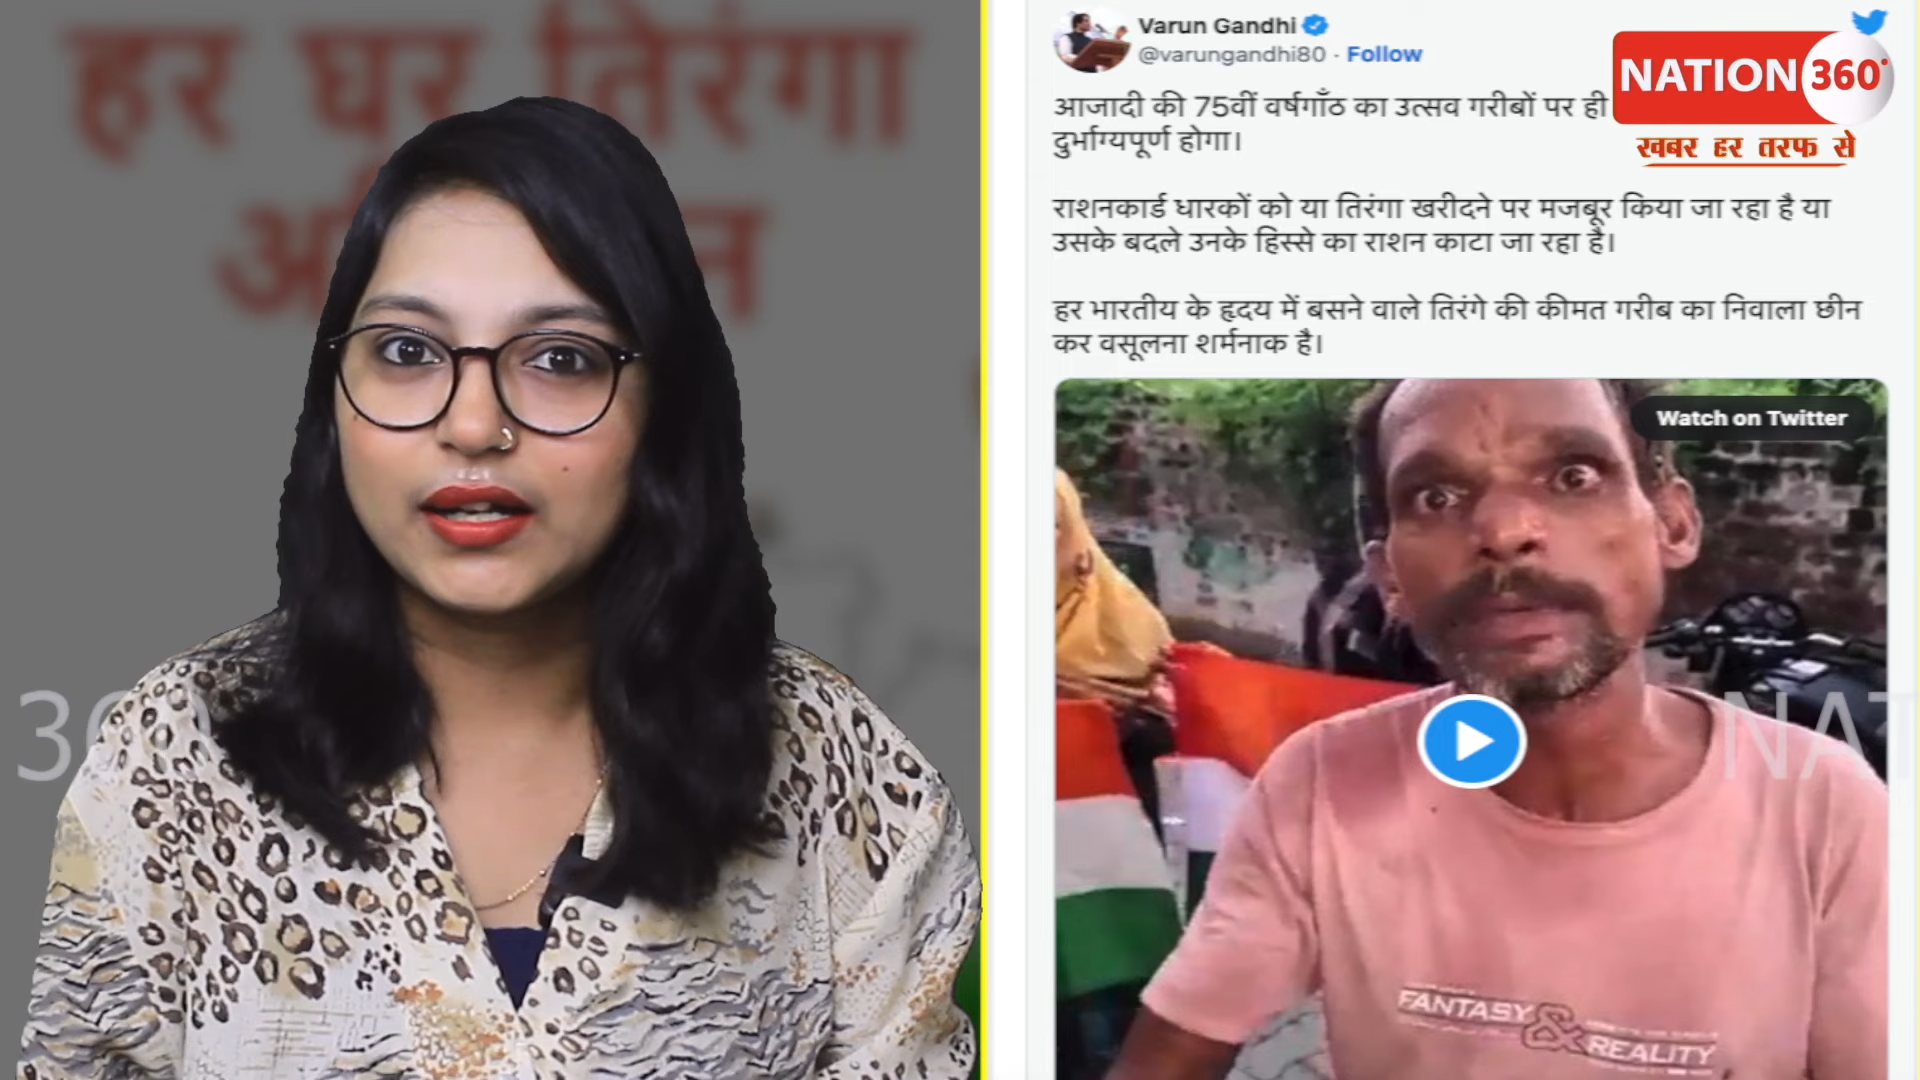 हर घर तिरंगा
Varun Gandhi
@varungandhi80 · Follow
NATION 360°
खबर हर तरफ से
आजादी की 75वीं वर्षगाँठ का उत्सव गरीबों पर ही
दुर्भाग्यपूर्ण होगा।
राशनकार्ड धारकों को या तिरंगा खरीदने पर मजबूर किया जा रहा है या
उसके बदले उनके हिस्से का राशन काटा जा रहा है।
हर भारतीय के हृदय में बसने वाले तिरंगे की कीमत गरीब का निवाला छीन
कर वसूलना शर्मनाक है।
Watch on Twitter
360
NAT
FANTASY &
REALITY